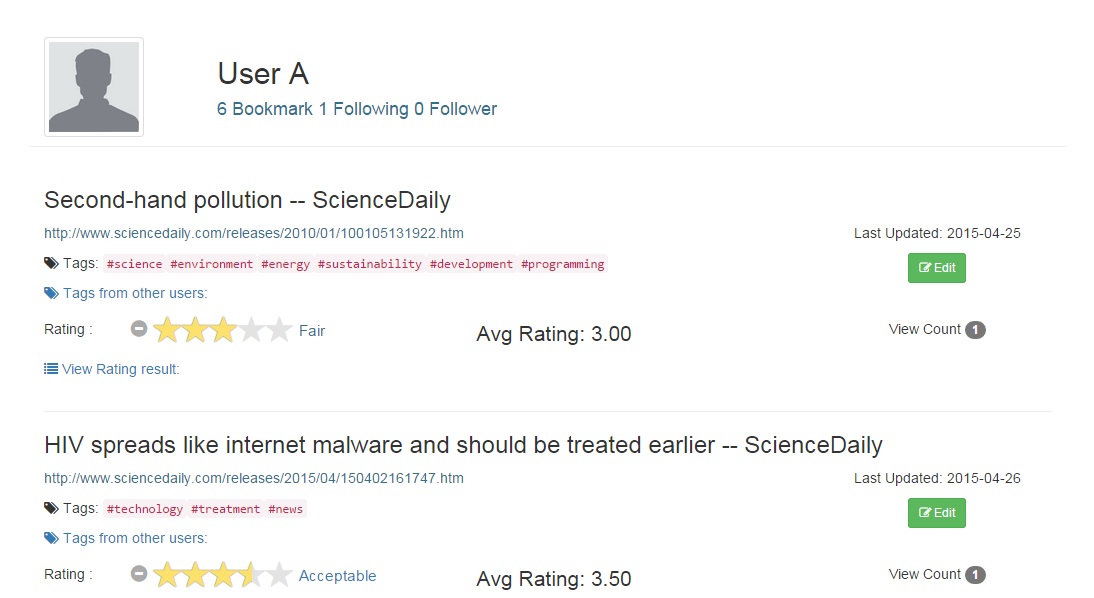 User A
6 Bookmark 1 Following 0 Follower
Second-hand pollution -- ScienceDaily
http://www.sciencedaily.com/releases/2010/01/100105131922.htm
Last Updated: 2015-04-25
Tags: #science #environment #energy #sustainability #development #programming
Edit
Tags from other users:
Rating : Fair
Avg Rating: 3.00
View Count 1
View Rating result:
HIV spreads like internet malware and should be treated earlier -- ScienceDaily
http://www.sciencedaily.com/releases/2015/04/150402161747.htm
Last Updated: 2015-04-26
Tags: #technology #treatment #news
Edit
Tags from other users:
Rating : Acceptable
Avg Rating: 3.50
View Count 1